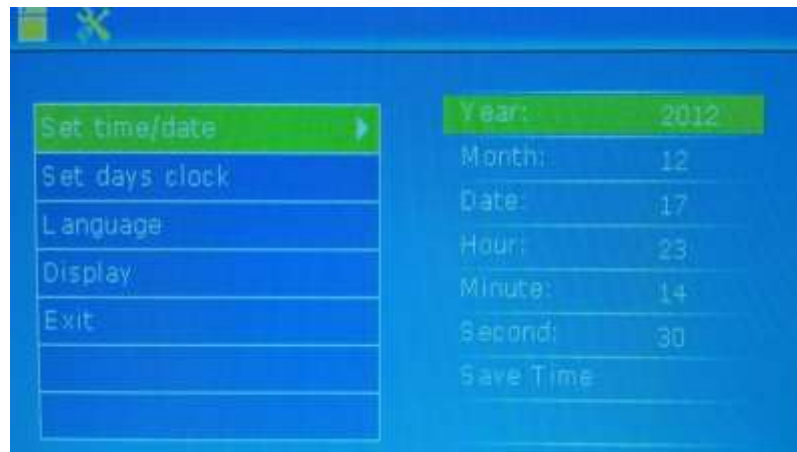 Set time/date
Set days clock
Language
Display
Exit
Year: 2012
Month: 12
Date: 17
Hour: 23
Minute: 14
Second: 30
Save Time